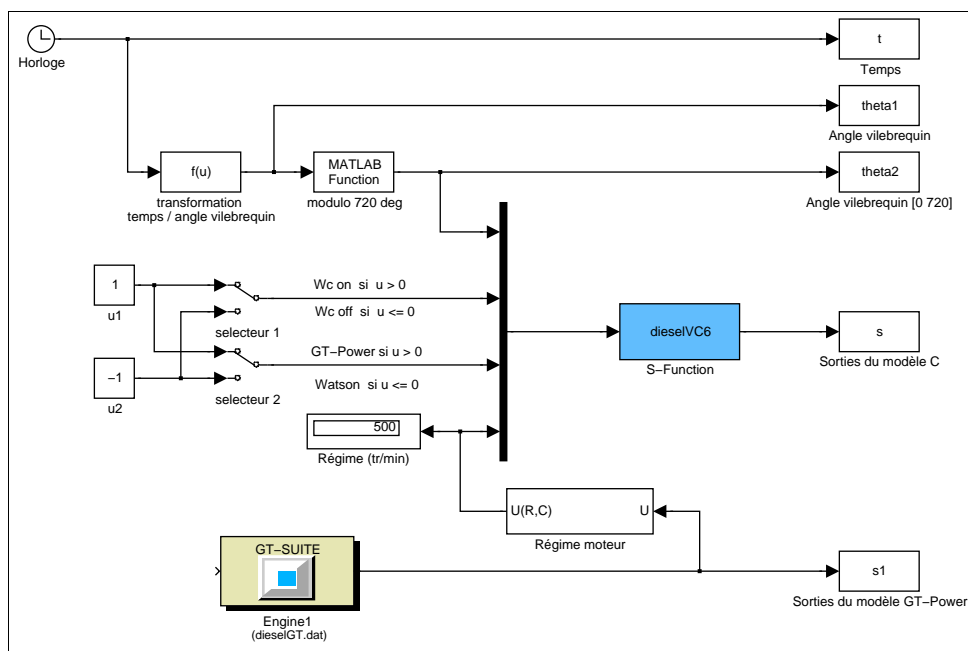 t
Horloge
Temps
theta1
Angle vilebrequin
f(u)
MATLAB
Function
theta2
transformation
temps / angle vilebrequin
modulo 720 deg
Angle vilebrequin [0 720]
1
u1
Wc on si u > 0
selecteur 1
Wc off si u <= 0
dieselVC6
S−Function
s
Sorties du modèle C
GT−Power si u > 0
−1
u2
Watson si u <= 0
selecteur 2
500
Régime (tr/min)
U(R,C)
U
Régime moteur
GT−SUITE
Engine1
(dieselGT.dat)
s1
Sorties du modèle GT−Power